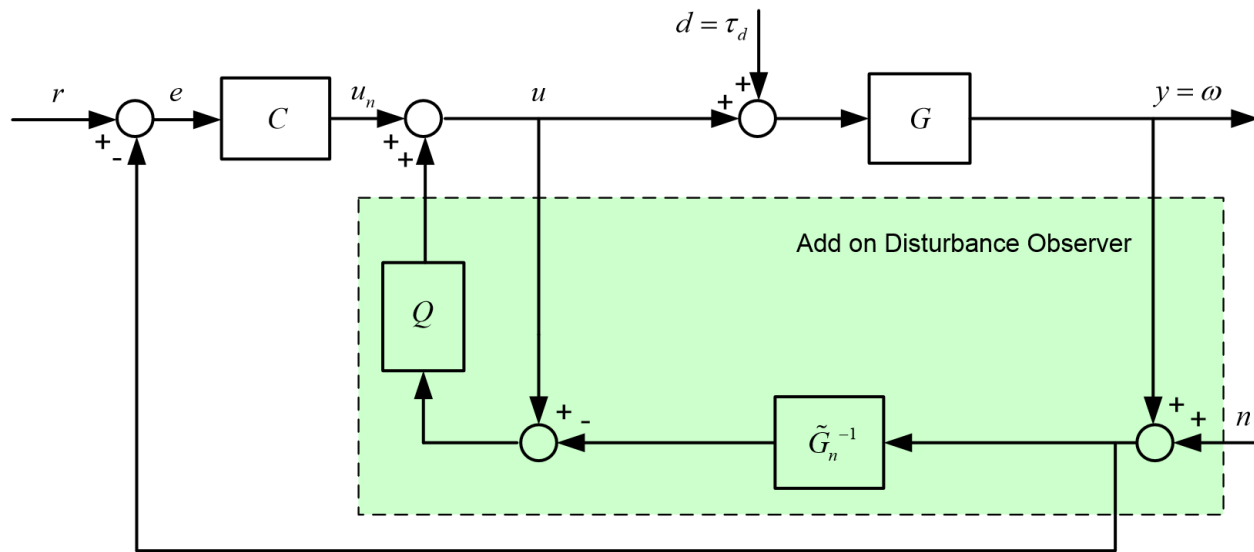 d = τ_d
r
+
-
e
C
u_n
+
+
u
+
+
G
y = ω
Add on Disturbance Observer
Q
+
-
G̃_n^{-1}
+
+
n